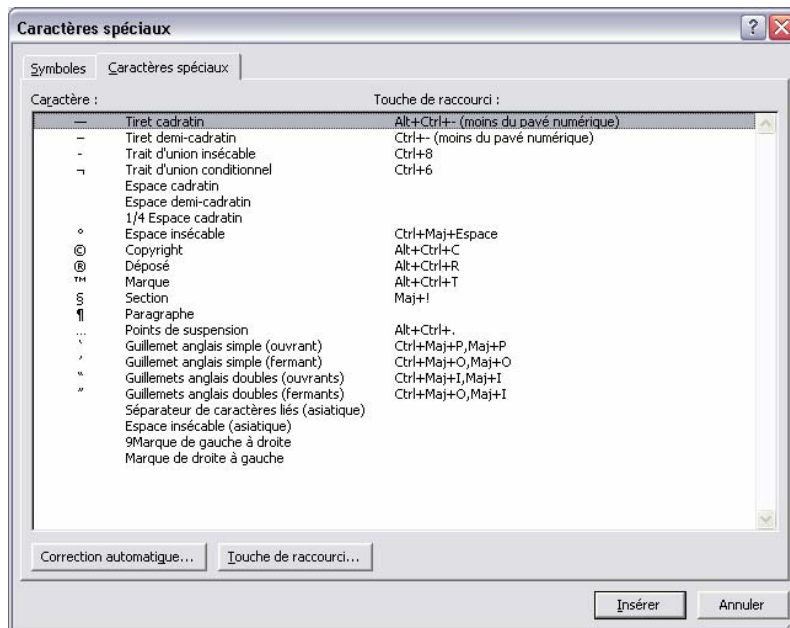 Caractères spéciaux
Symboles Caractères spéciaux
Caractère : Touche de raccourci :
— Tiret cadratin Alt+Ctrl+- (moins du pavé numérique)
– Tiret demi-cadratin Ctrl+- (moins du pavé numérique)
- Trait d'union insécable Ctrl+8
¬ Trait d'union conditionnel Ctrl+6
Espace cadratin
Espace demi-cadratin
1/4 Espace cadratin
° Espace insécable Ctrl+Maj+Espace
© Copyright Alt+Ctrl+C
® Déposé Alt+Ctrl+R
™ Marque Alt+Ctrl+T
§ Section Maj+!
¶ Paragraphe
… Points de suspension Alt+Ctrl+.
‘ Guillemet anglais simple (ouvrant) Ctrl+Maj+P,Maj+P
’ Guillemet anglais simple (fermant) Ctrl+Maj+O,Maj+O
“ Guillemets anglais doubles (ouvrants) Ctrl+Maj+I,Maj+I
” Guillemets anglais doubles (fermants) Ctrl+Maj+O,Maj+I
Séparateur de caractères liés (asiatique)
Espace insécable (asiatique)
9Marque de gauche à droite
Marque de droite à gauche
Correction automatique... Touche de raccourci...
Insérer Annuler